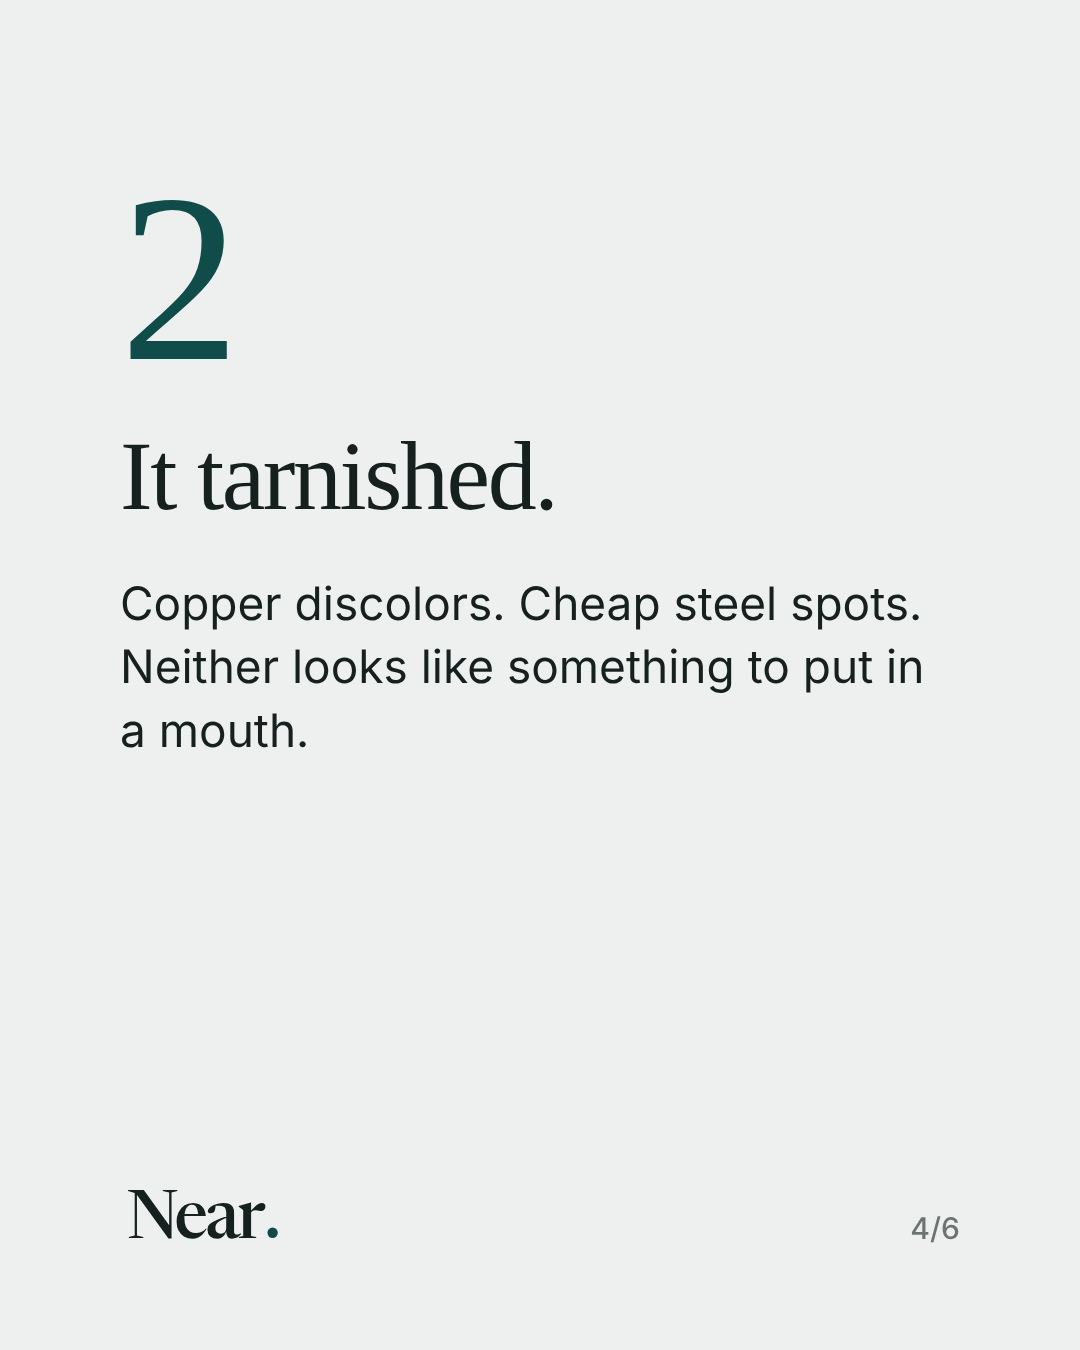 2
It tarnished.
Copper discolors. Cheap steel spots.
Neither looks like something to put in
a mouth.
Near.
4/6